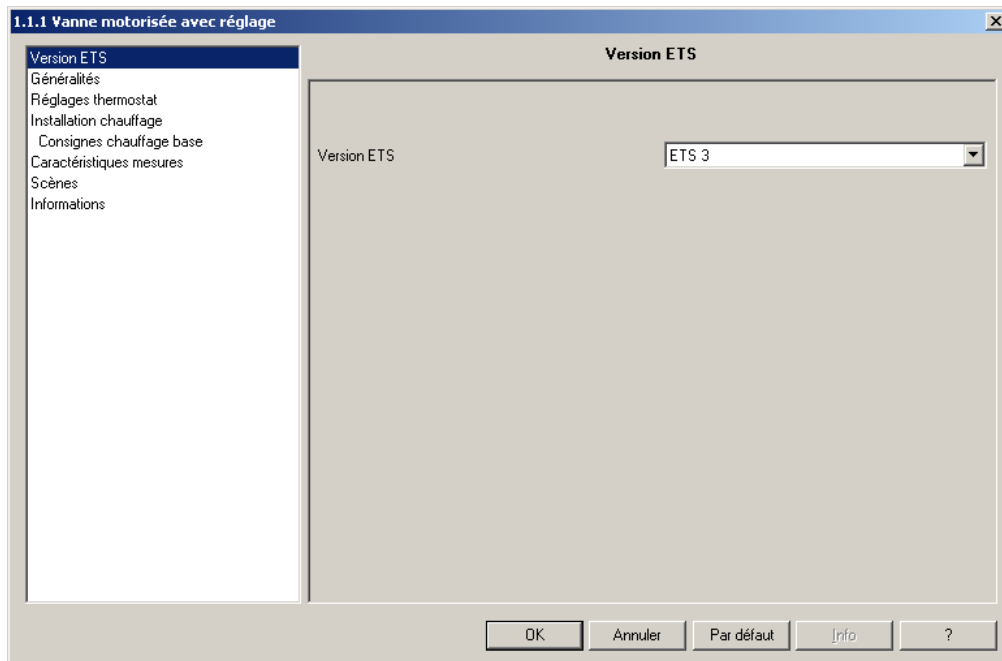 1.1.1 Vanne motorisée avec réglage
Version ETS
Généralités
Réglages thermostat
Installation chauffage
Consignes chauffage base
Caractéristiques mesures
Scènes
Informations
Version ETS
Version ETS ETS 3
OK Annuler Par défaut Info ?